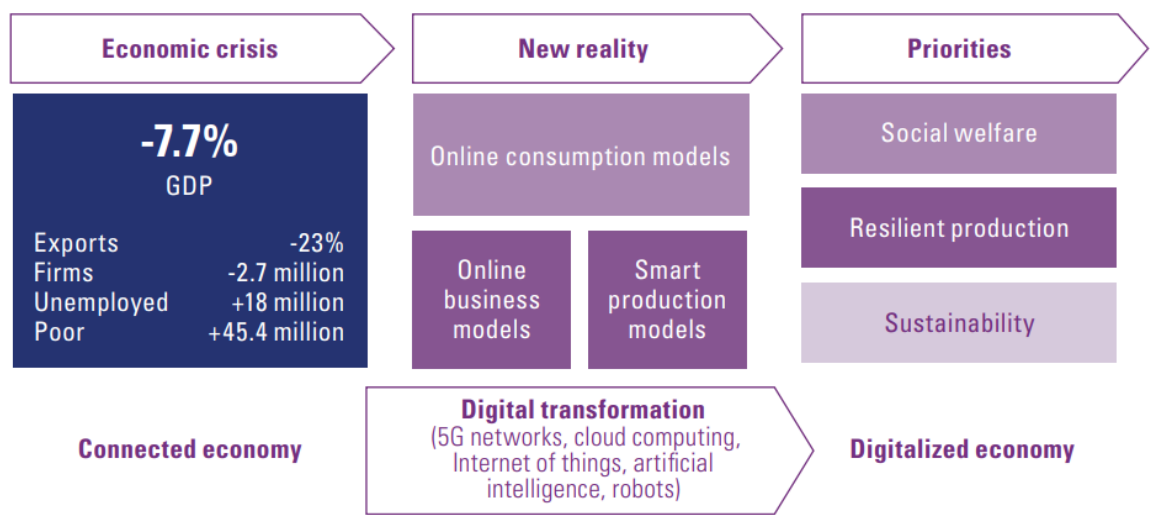 Economic crisis
New reality
Priorities
-7.7%
GDP
Exports -23%
Firms -2.7 million
Unemployed +18 million
Poor +45.4 million
Online consumption models
Online
business
models
Smart
production
models
Social welfare
Resilient production
Sustainability
Connected economy
Digital transformation
(5G networks, cloud computing,
Internet of things, artificial
intelligence, robots)
Digitalized economy